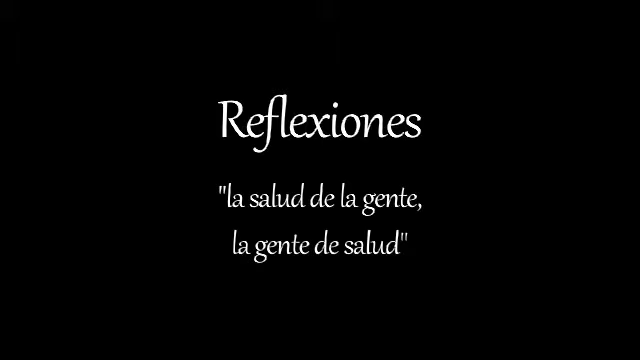 Reflexiones
"la salud de la gente,
la gente de salud"